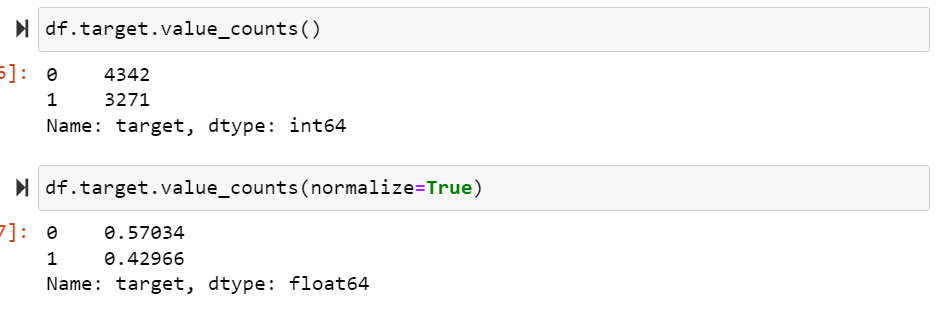 df.target.value_counts()
6]: 0    4342
1    3271
Name: target, dtype: int64
df.target.value_counts(normalize=True)
7]: 0    0.57034
1    0.42966
Name: target, dtype: float64